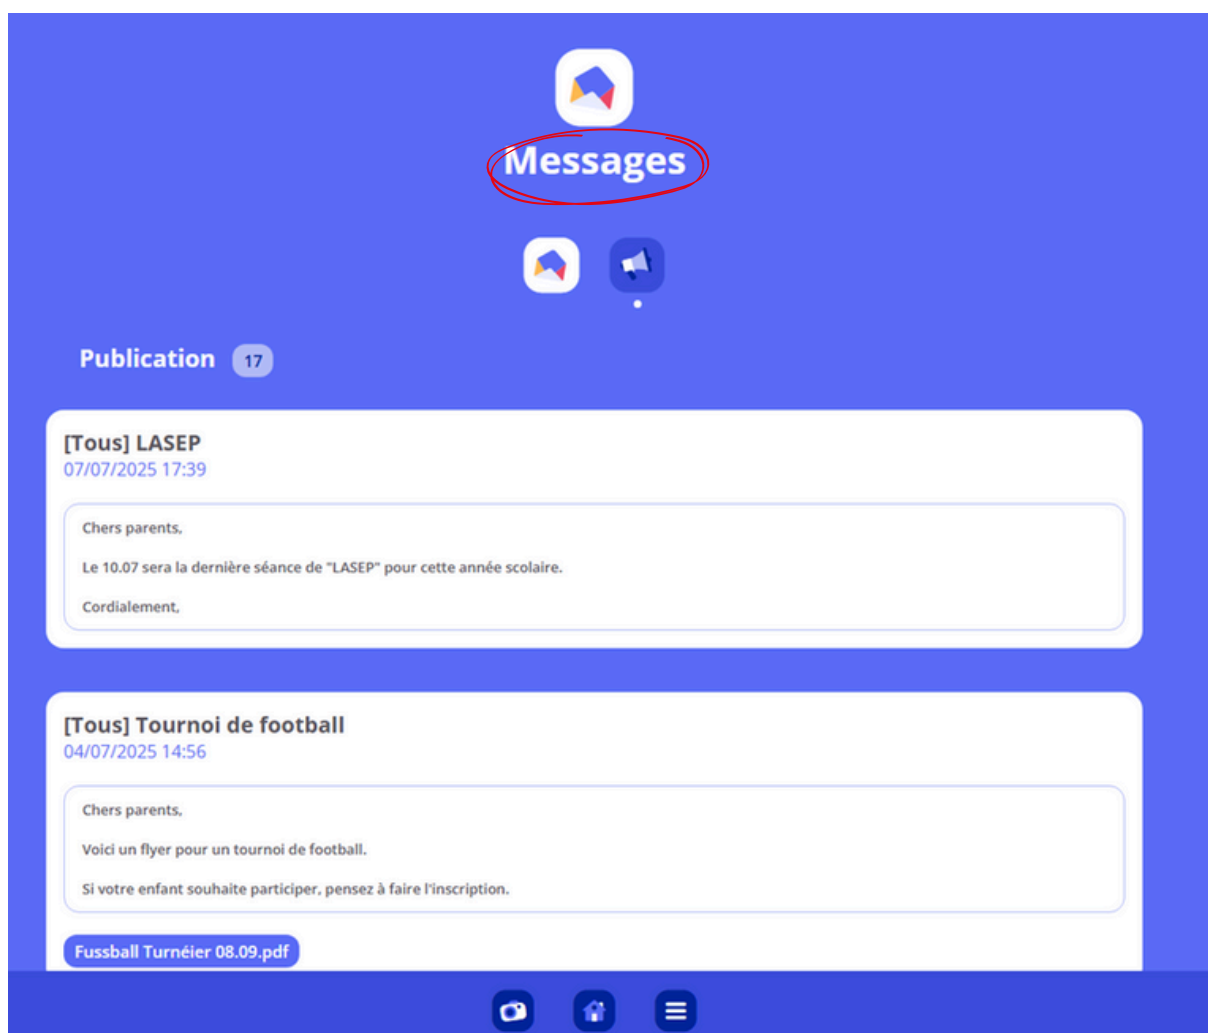 Messages
Publication 17
[Tous] LASEP
07/07/2025 17:39
Chers parents,
Le 10.07 sera la dernière séance de "LASEP" pour cette année scolaire.
Cordialement,
[Tous] Tournoi de football
04/07/2025 14:56
Chers parents,
Voici un flyer pour un tournoi de football.
Si votre enfant souhaite participer, pensez à faire l'inscription.
Fussball Turnéier 08.09.pdf